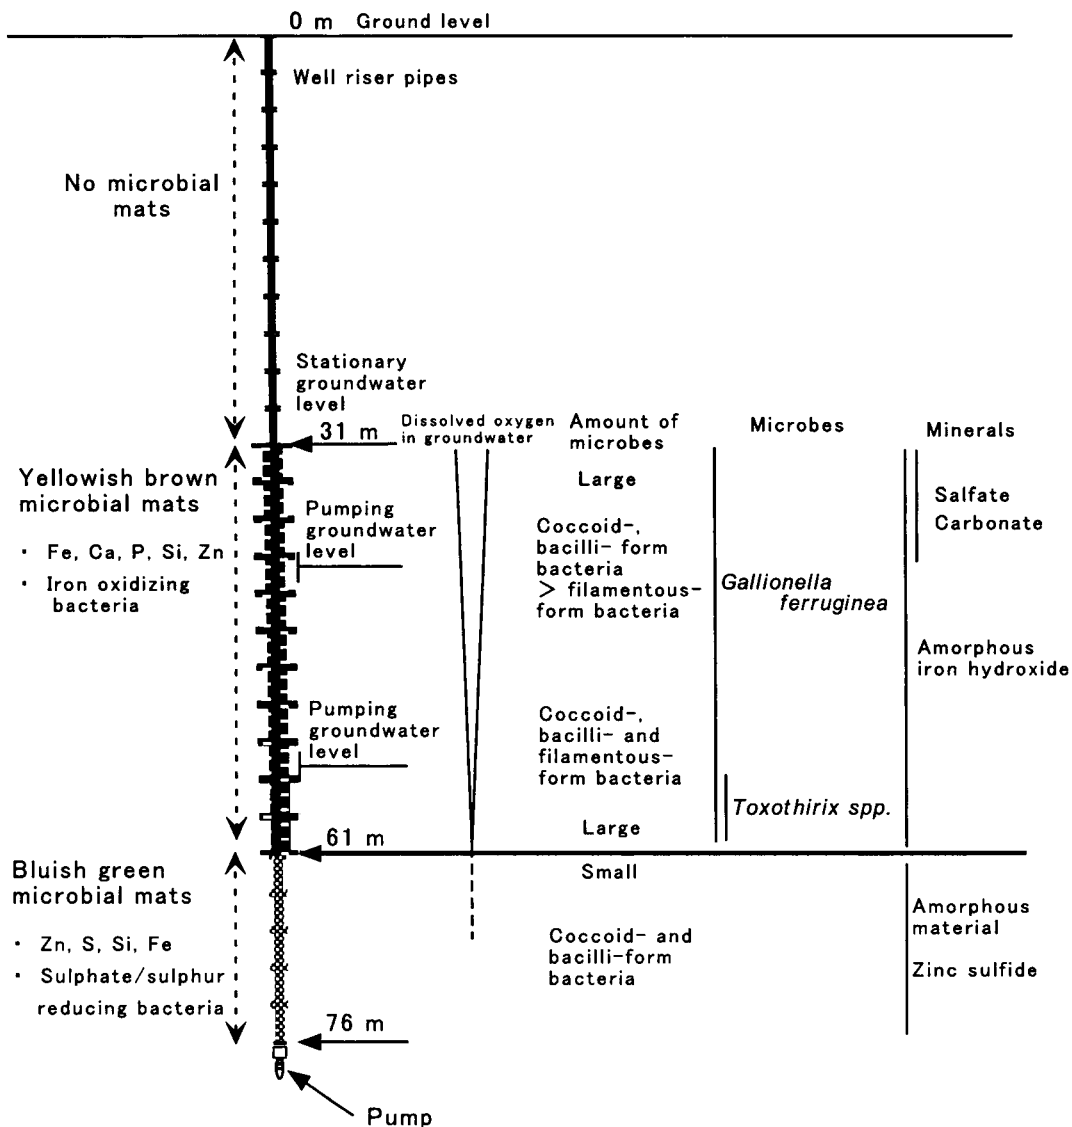 0 m Ground level
Well riser pipes
No microbial
mats
Stationary
groundwater
level
31 m
Dissolved oxygen
in groundwater
Amount of
microbes
Microbes
Minerals
Yellowish brown
microbial mats
· Fe, Ca, P, Si, Zn
· Iron oxidizing
bacteria
Pumping
groundwater
level
Large
Coccoid-,
bacilli- form
bacteria
> filamentous-
form bacteria
Gallionella
ferruginea
Salfate
Carbonate
Amorphous
iron hydroxide
Pumping
groundwater
level
Coccoid-,
bacilli- and
filamentous-
form bacteria
Large
Toxothirix spp.
61 m
Bluish green
microbial mats
· Zn, S, Si, Fe
· Sulphate/sulphur
reducing bacteria
Small
Coccoid- and
bacilli-form
bacteria
Amorphous
material
Zinc sulfide
76 m
Pump